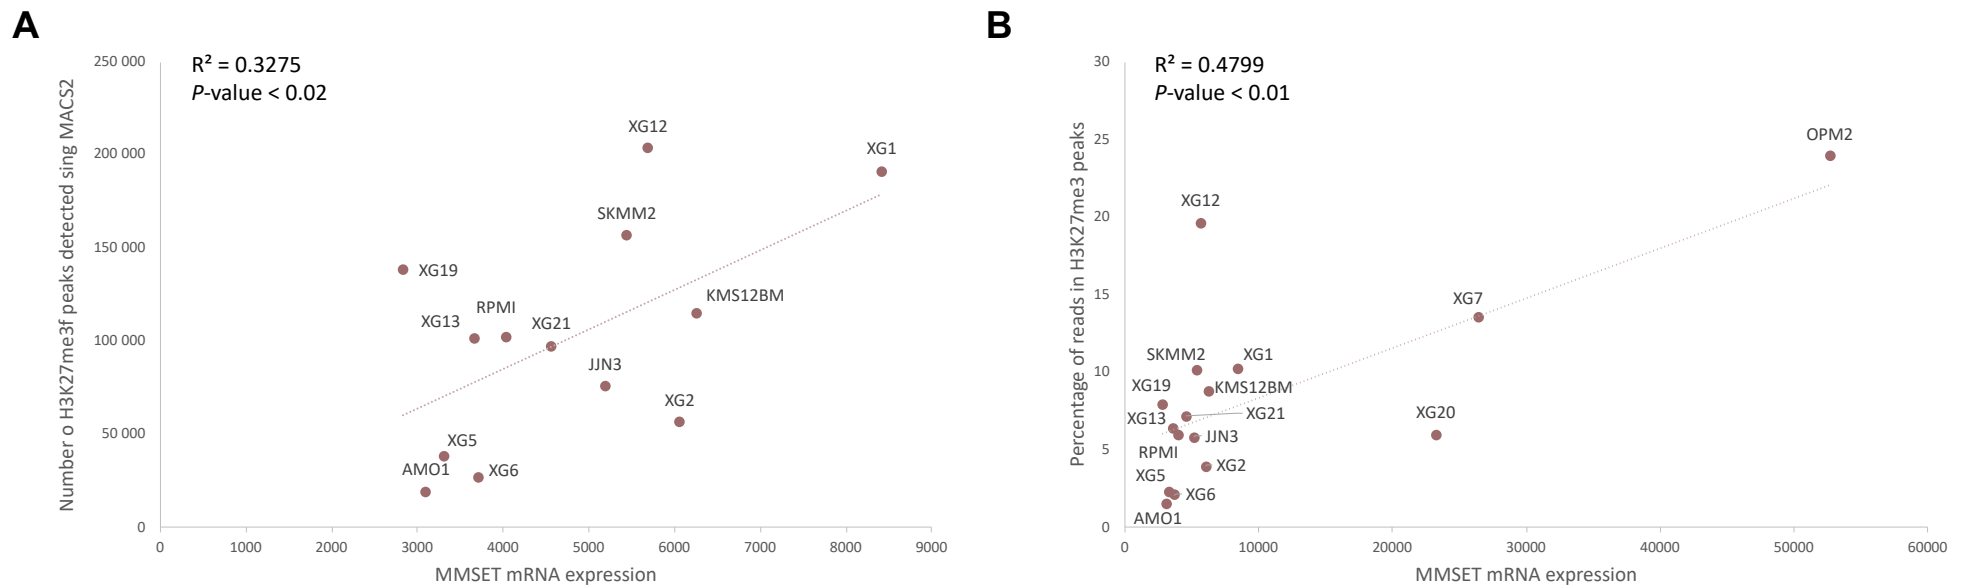 A
R² = 0.3275
P-value < 0.02
Number o H3K27me3f peaks detected sing MACS2
250 000
200 000
150 000
100 000
50 000
0
XG12
XG1
SKMM2
XG19
KMS12BM
RPMI
XG13
XG21
JJN3
XG2
XG5
AMO1
XG6
0 1000 2000 3000 4000 5000 6000 7000 8000 9000
MMSET mRNA expression
B
R² = 0.4799
P-value < 0.01
Percentage of reads in H3K27me3 peaks
30
25
20
15
10
5
0
OPM2
XG12
XG7
SKMM2
XG1
XG19
KMS12BM
XG13
XG21
XG20
JJN3
RPMI
XG2
XG5
XG6
AMO1
0 10000 20000 30000 40000 50000 60000
MMSET mRNA expression